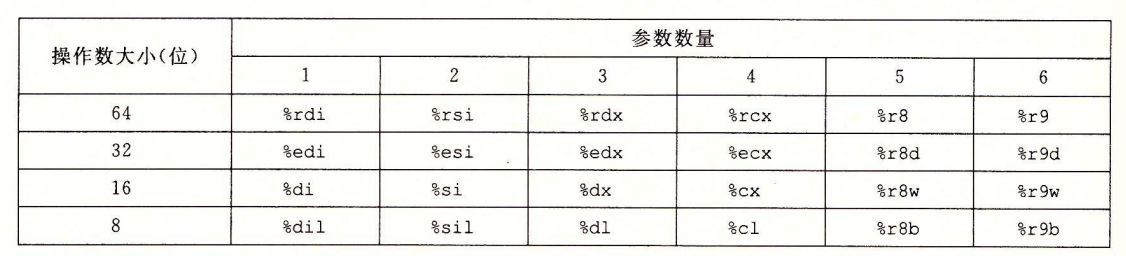 操作数大小(位) 参数数量
1 2 3 4 5 6
64 %rdi %rsi %rdx %rcx %r8 %r9
32 %edi %esi %edx %ecx %r8d %r9d
16 %di %si %dx %cx %r8w %r9w
8 %dil %sil %dl %cl %r8b %r9b